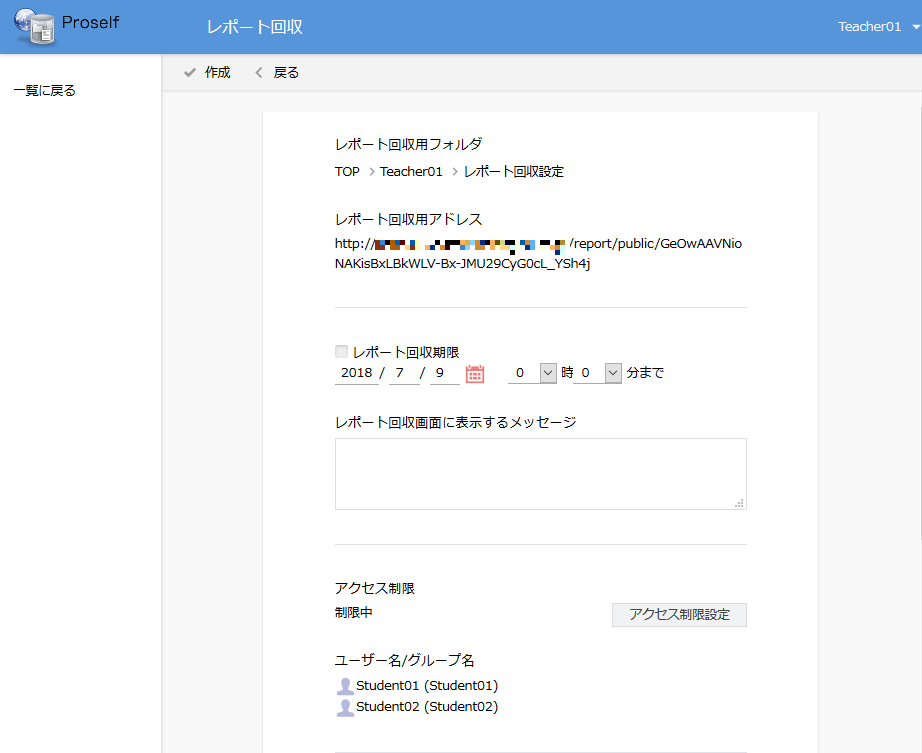 Proself
レポート回収
Teacher01
一覧に戻る
作成 戻る
レポート回収用フォルダ
TOP Teacher01 レポート回収設定
レポート回収用アドレス
http:// /report/public/GeOwAAVNio
NAKisBxLBkWLV-Bx-JMU29CyG0cL_YSh4j
レポート回収期限
2018 / 7 / 9 0 時 0 分まで
レポート回収画面に表示するメッセージ
アクセス制限
制限中
アクセス制限設定
ユーザー名/グループ名
Student01 (Student01)
Student02 (Student02)